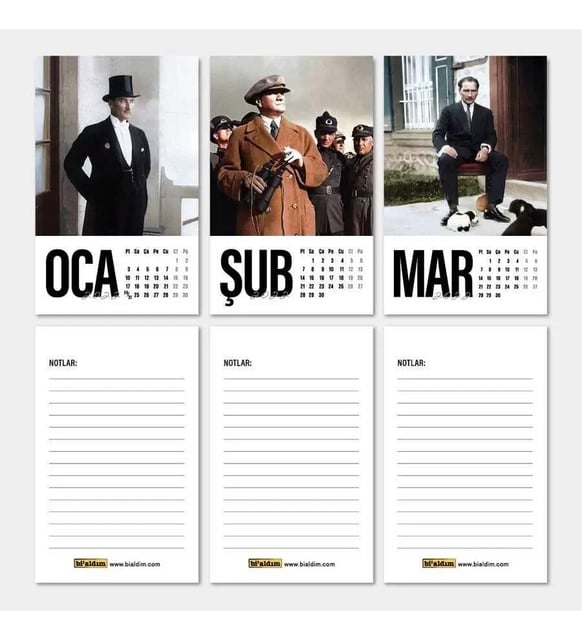 OCA
2022
Pt Sa Ça Pe Cu Ct Pa
1 2
3 4 5 6 7 8 9
10 11 12 13 14 15 16
17 18 19 20 21 22 23
24 31 25 26 27 28 29 30
ŞUB
2022
Pt Sa Ça Pe Cu Ct Pa
1 2 3 4 5 6
7 8 9 10 11 12 13
14 15 16 17 18 19 20
21 22 23 24 25 26 27
28 29 30
MAR
2022
Pt Sa Ça Pe Cu Ct Pa
1 2 3 4 5 6
7 8 9 10 11 12 13
14 15 16 17 18 19 20
21 22 23 24 25 26 27
28 29 30
NOTLAR:
bi'aldım www.bialdim.com
NOTLAR:
bi'aldım www.bialdim.com
NOTLAR:
bi'aldım www.bialdim.com